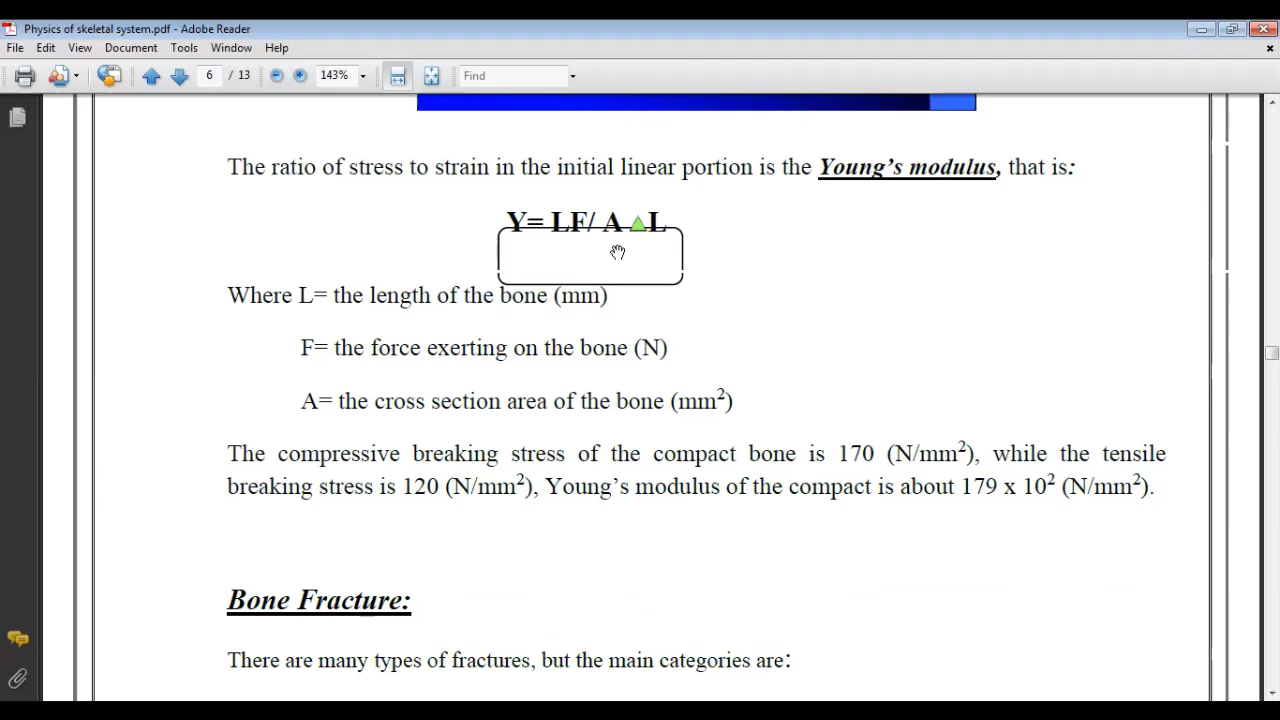 Physics of skeletal system.pdf - Adobe Reader
File Edit View Document Tools Window Help
6 / 13 143% Find
The ratio of stress to strain in the initial linear portion is the Young’s modulus, that is:
Y= LF/ A ▲L
Where L= the length of the bone (mm)
F= the force exerting on the bone (N)
A= the cross section area of the bone (mm²)
The compressive breaking stress of the compact bone is 170 (N/mm²), while the tensile
breaking stress is 120 (N/mm²), Young’s modulus of the compact is about 179 x 10² (N/mm²).
Bone Fracture:
There are many types of fractures, but the main categories are: